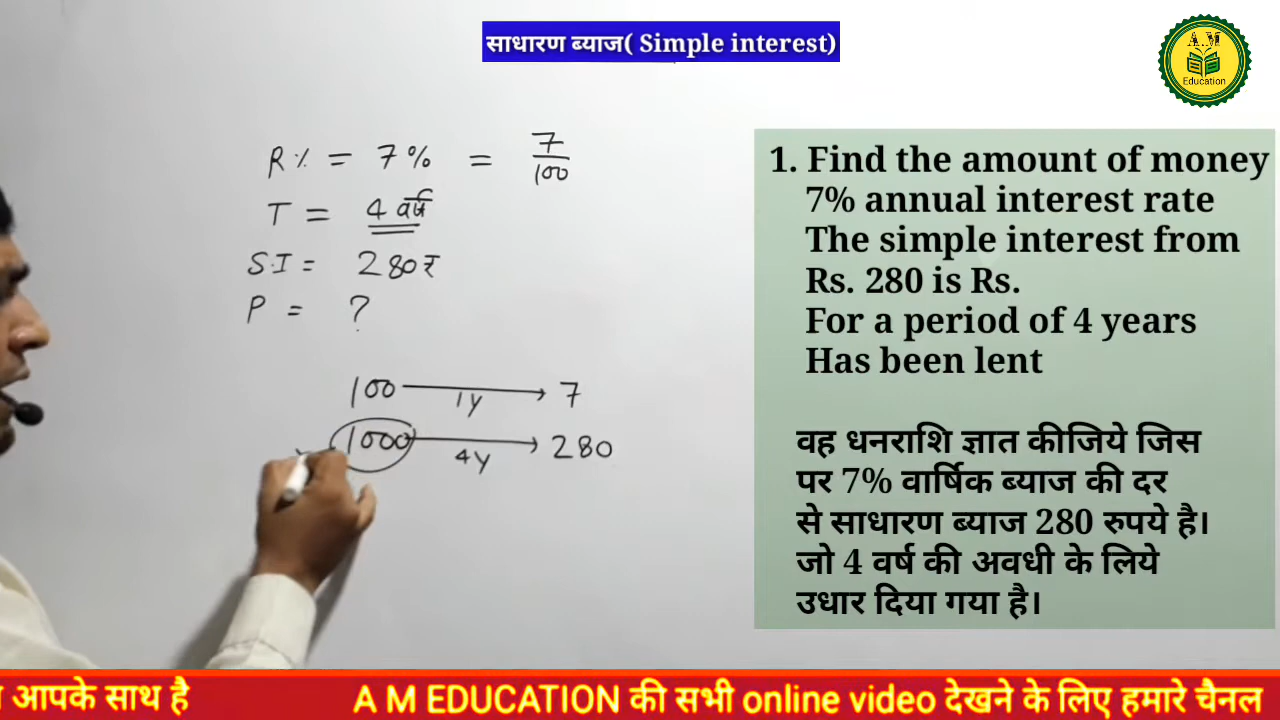 साधारण ब्याज( Simple interest)
A M
Education
R% = 7% = 7/100
T = 4 वर्ष
S.I = 280₹
P = ?
100 → 7
1Y
1000 → 280
4Y
1. Find the amount of money
7% annual interest rate
The simple interest from
Rs. 280 is Rs.
For a period of 4 years
Has been lent
वह धनराशि ज्ञात कीजिये जिस
पर 7% वार्षिक ब्याज की दर
से साधारण ब्याज 280 रुपये है।
जो 4 वर्ष की अवधी के लिये
उधार दिया गया है।
आपके साथ है A M EDUCATION की सभी online video देखने के लिए हमारे चैनल